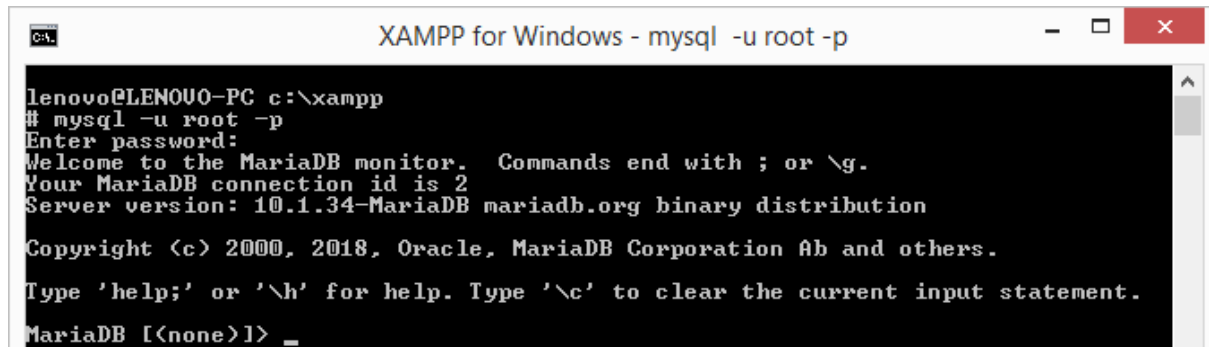 XAMPP for Windows - mysql -u root -p
lenovo@LENOVO-PC c:\xampp
# mysql -u root -p
Enter password:
Welcome to the MariaDB monitor.  Commands end with ; or \g.
Your MariaDB connection id is 2
Server version: 10.1.34-MariaDB mariadb.org binary distribution
Copyright (c) 2000, 2018, Oracle, MariaDB Corporation Ab and others.
Type 'help;' or '\h' for help. Type '\c' to clear the current input statement.
MariaDB [(none)]> _